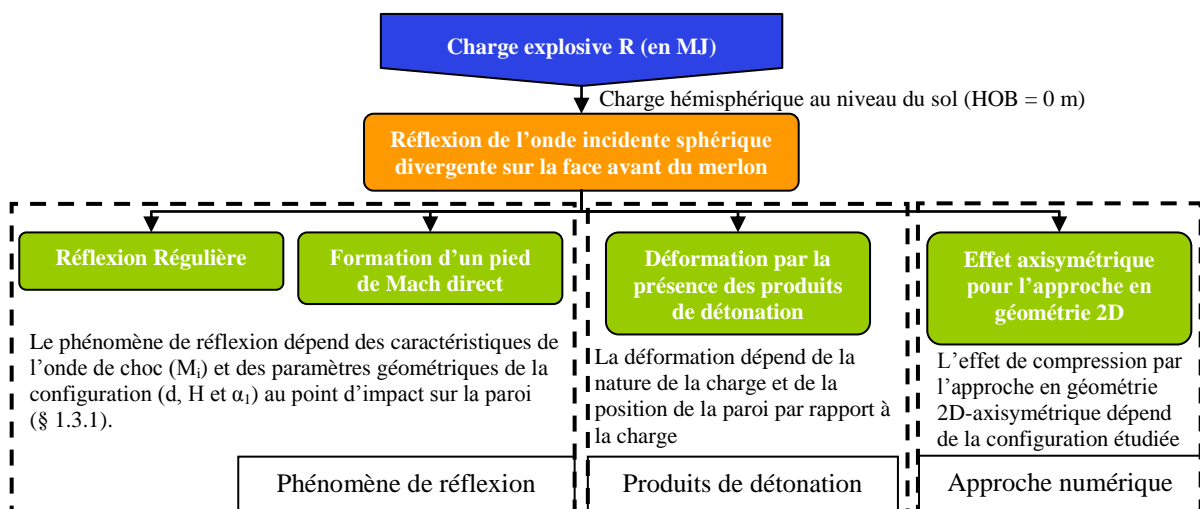 Charge explosive R (en MJ)
Charge hémisphérique au niveau du sol (HOB = 0 m)
Réflexion de l’onde incidente sphérique
divergente sur la face avant du merlon
Réflexion Régulière
Formation d’un pied
de Mach direct
Le phénomène de réflexion dépend des caractéristiques de
l’onde de choc (Mi) et des paramètres géométriques de la
configuration (d, H et α1) au point d’impact sur la paroi
(§ 1.3.1).
Phénomène de réflexion
Déformation par la
présence des produits
de détonation
La déformation dépend de la
nature de la charge et de la
position de la paroi par rapport à
la charge
Produits de détonation
Effet axisymétrique
pour l’approche en
géométrie 2D
L’effet de compression par
l’approche en géométrie
2D-axisymétrique dépend
de la configuration étudiée
Approche numérique